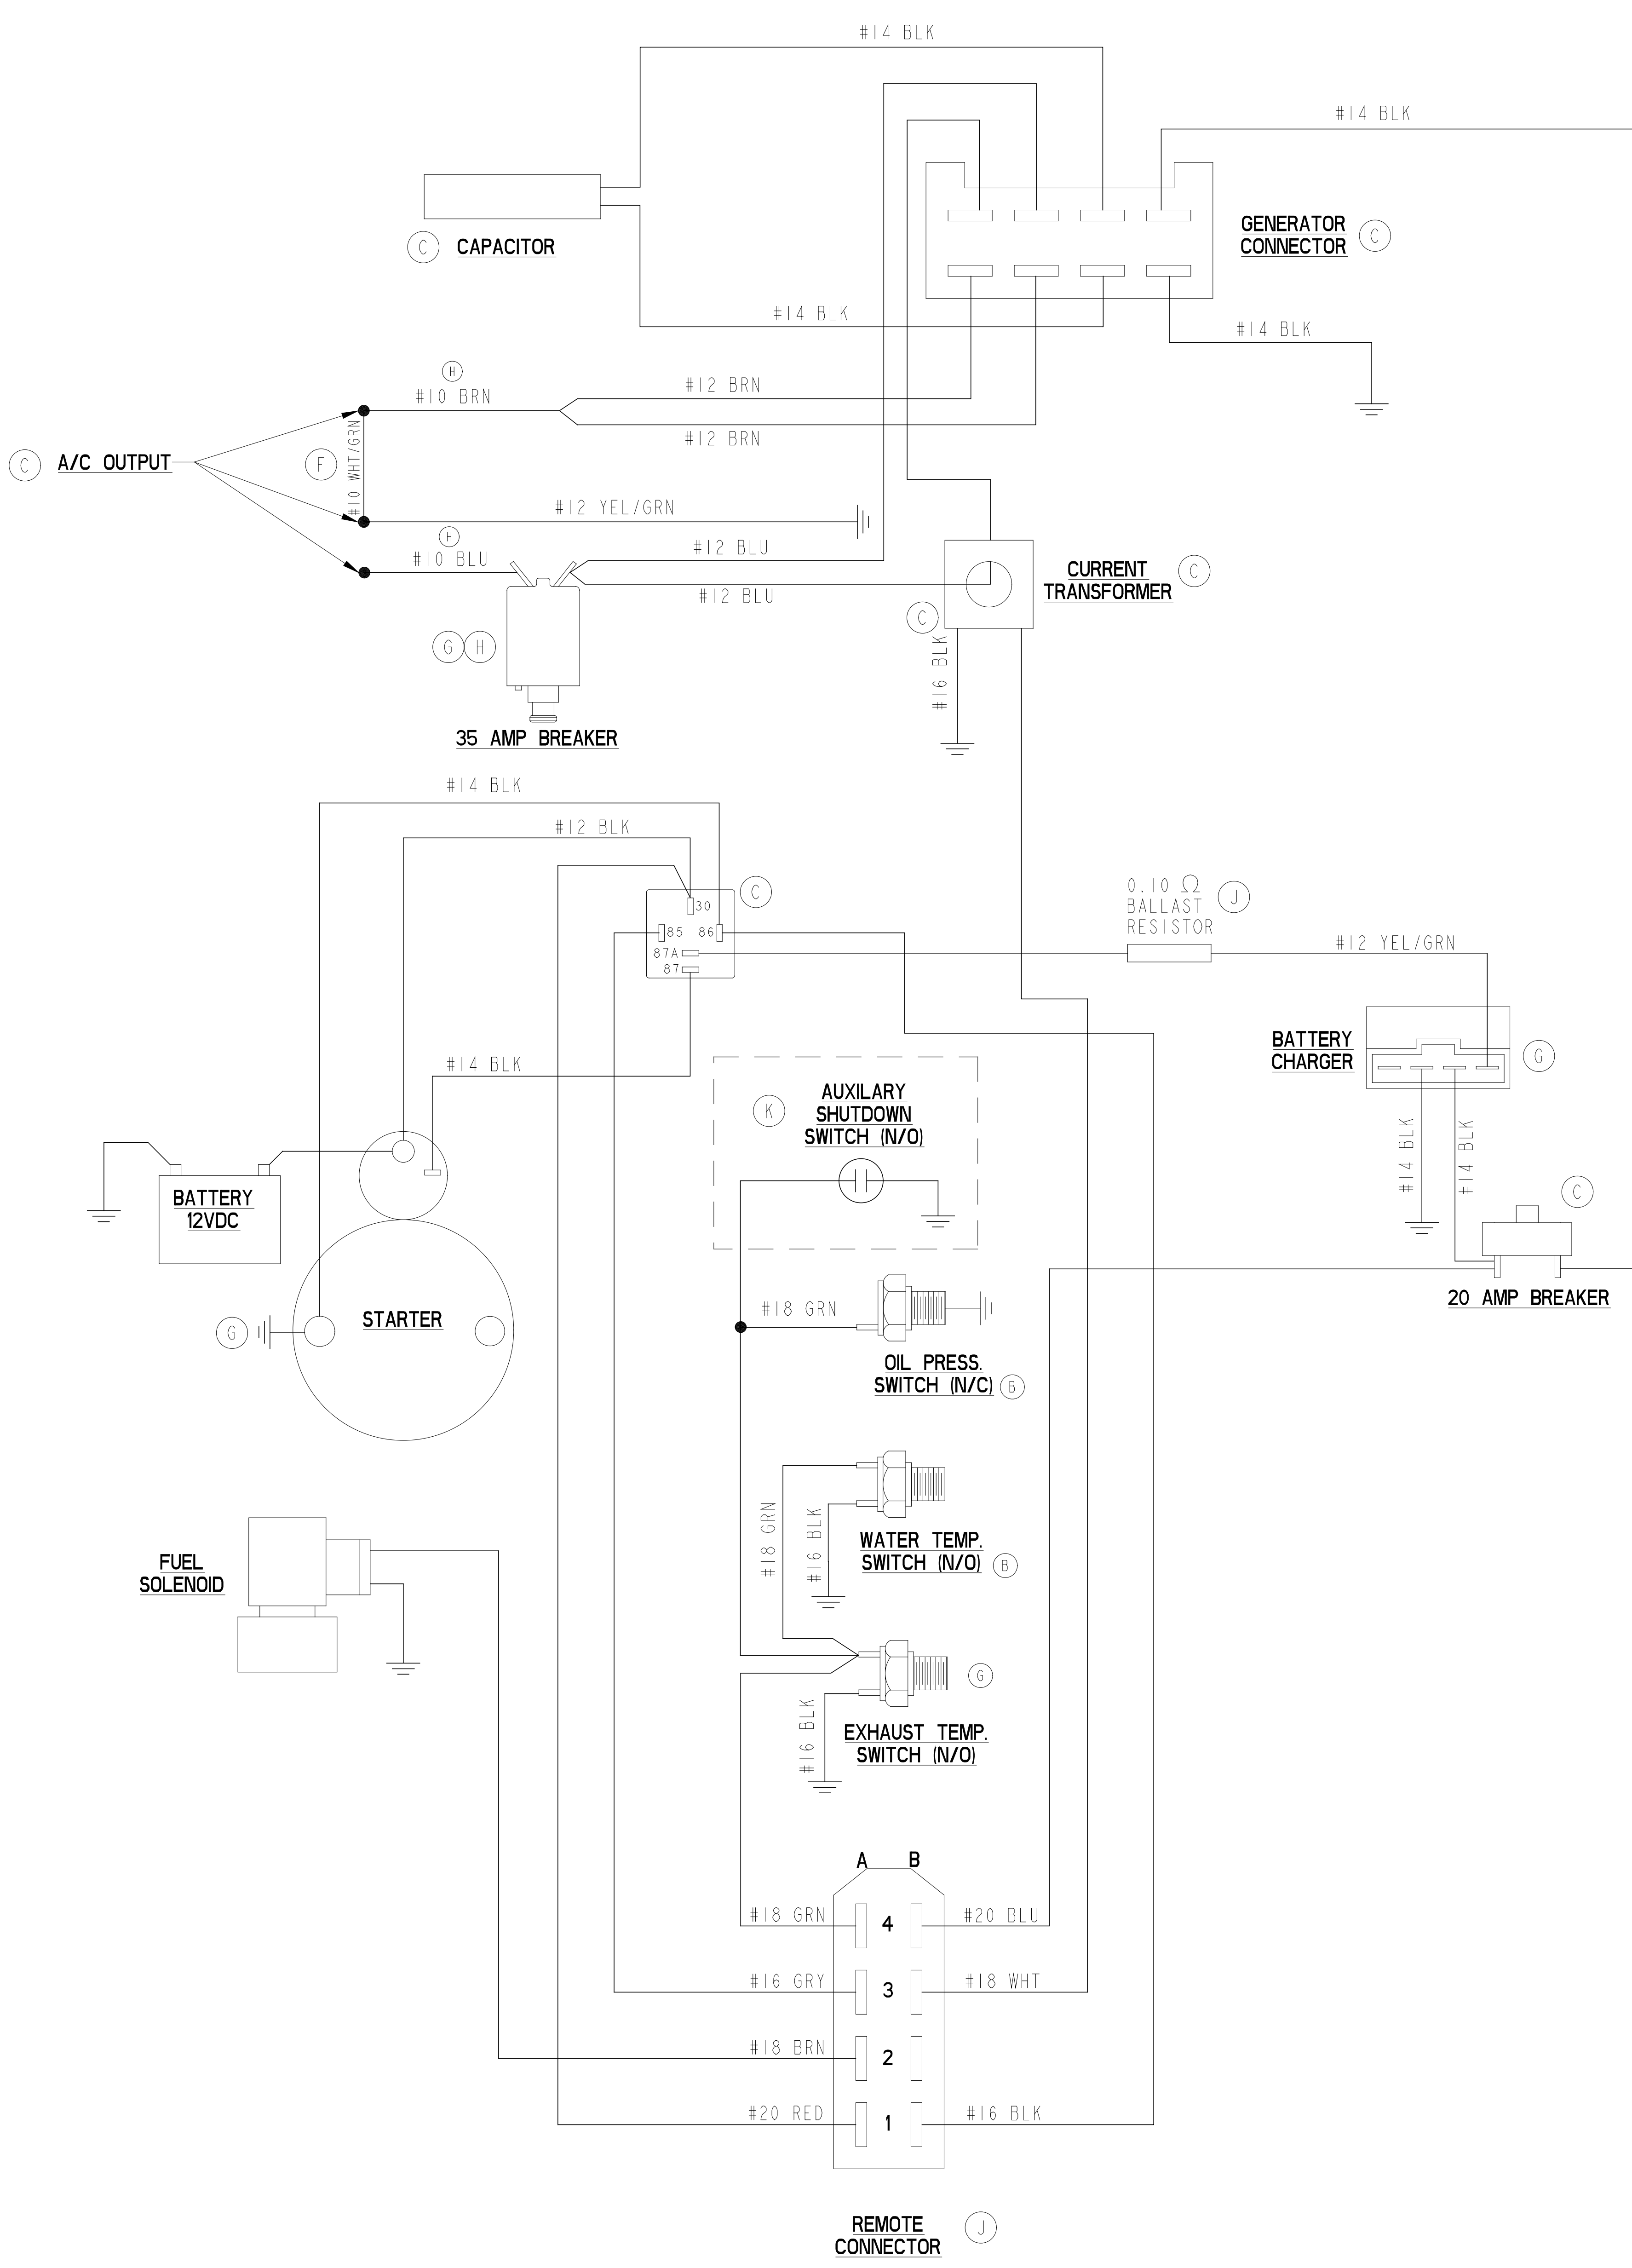 #14 BLK
#14 BLK
C CAPACITOR
GENERATOR
CONNECTOR
C
#14 BLK
#14 BLK
H
#10 BRN
#12 BRN
#12 BRN
C A/C OUTPUT
F
#10 WHT/GRN
#12 YEL/GRN
H
#10 BLU
#12 BLU
#12 BLU
CURRENT
TRANSFORMER
C
C
#16 BLK
G H
35 AMP BREAKER
#14 BLK
#12 BLK
C
30
85 86
87A
87
0.10 Ω
BALLAST
RESISTOR
J
#12 YEL/GRN
BATTERY
CHARGER
G
#14 BLK
#14 BLK
#14 BLK
K
AUXILARY
SHUTDOWN
SWITCH (N/O)
BATTERY
12VDC
C
20 AMP BREAKER
G
STARTER
#18 GRN
OIL PRESS.
SWITCH (N/C)
B
#18 GRN
#16 BLK
WATER TEMP.
SWITCH (N/O)
B
FUEL
SOLENOID
G
#16 BLK
EXHAUST TEMP.
SWITCH (N/O)
A B
#18 GRN 4 #20 BLU
#16 GRY 3 #18 WHT
#18 BRN 2
#20 RED 1 #16 BLK
REMOTE
CONNECTOR
J